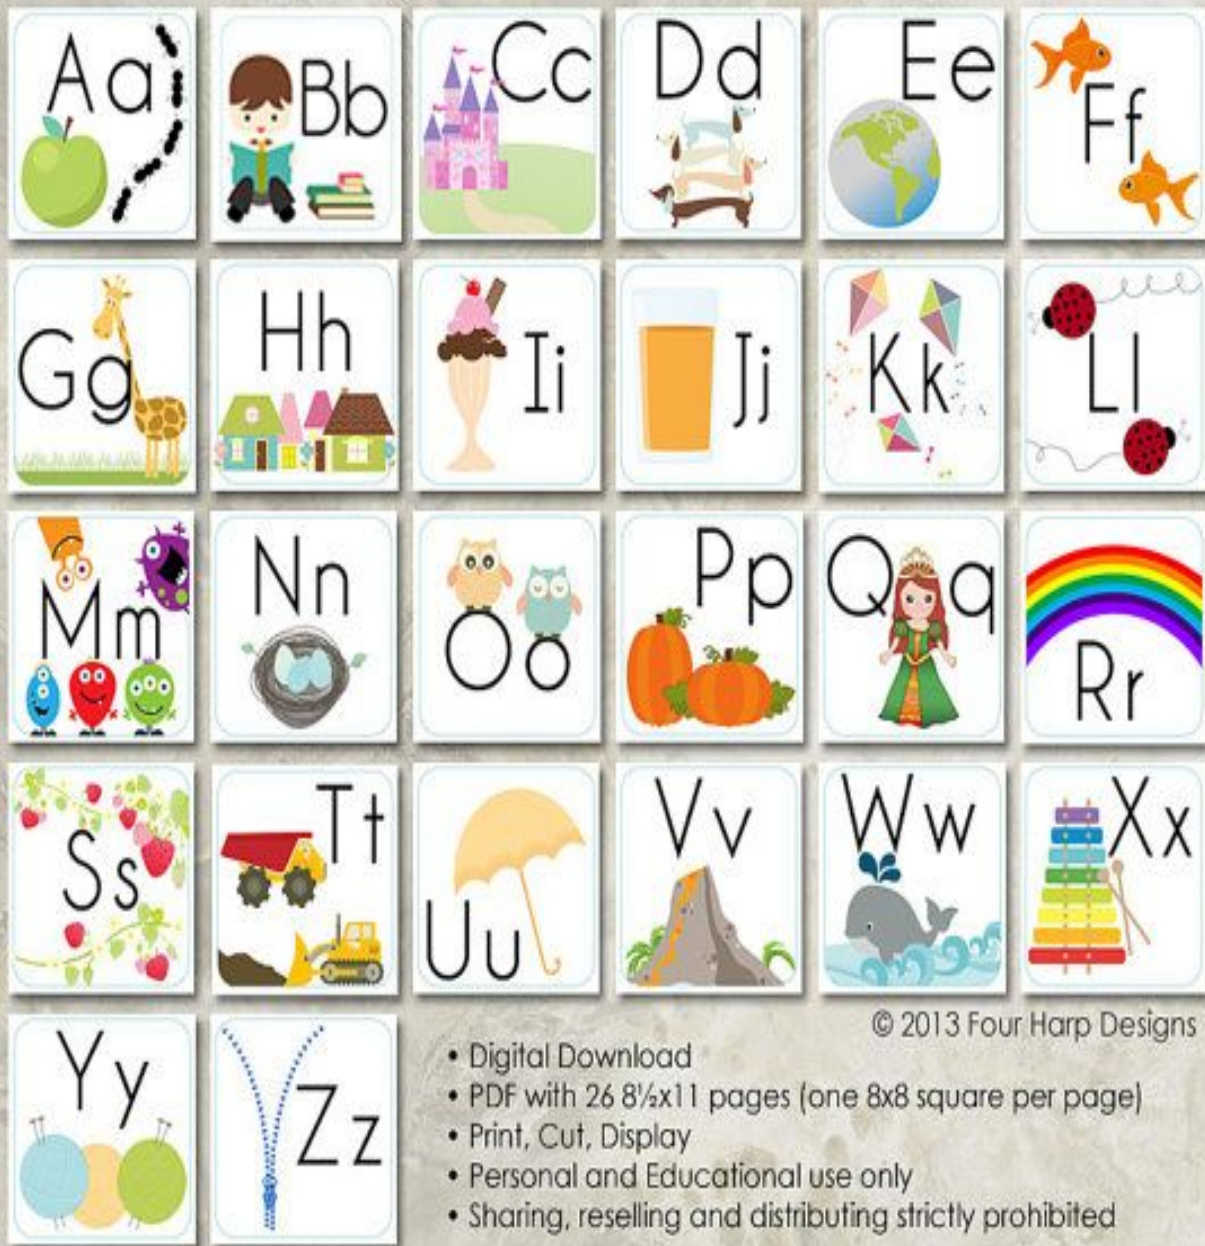 Aa
Bb
Cc
Dd
Ee
Ff
Gg
Hh
Ii
Jj
Kk
Ll
Mm
Nn
Oo
Pp
Qq
Rr
Ss
Tt
Uu
Vv
Ww
Xx
Yy
Zz
© 2013 Four Harp Designs
• Digital Download
• PDF with 26 8½x11 pages (one 8x8 square per page)
• Print, Cut, Display
• Personal and Educational use only
• Sharing, reselling and distributing strictly prohibited